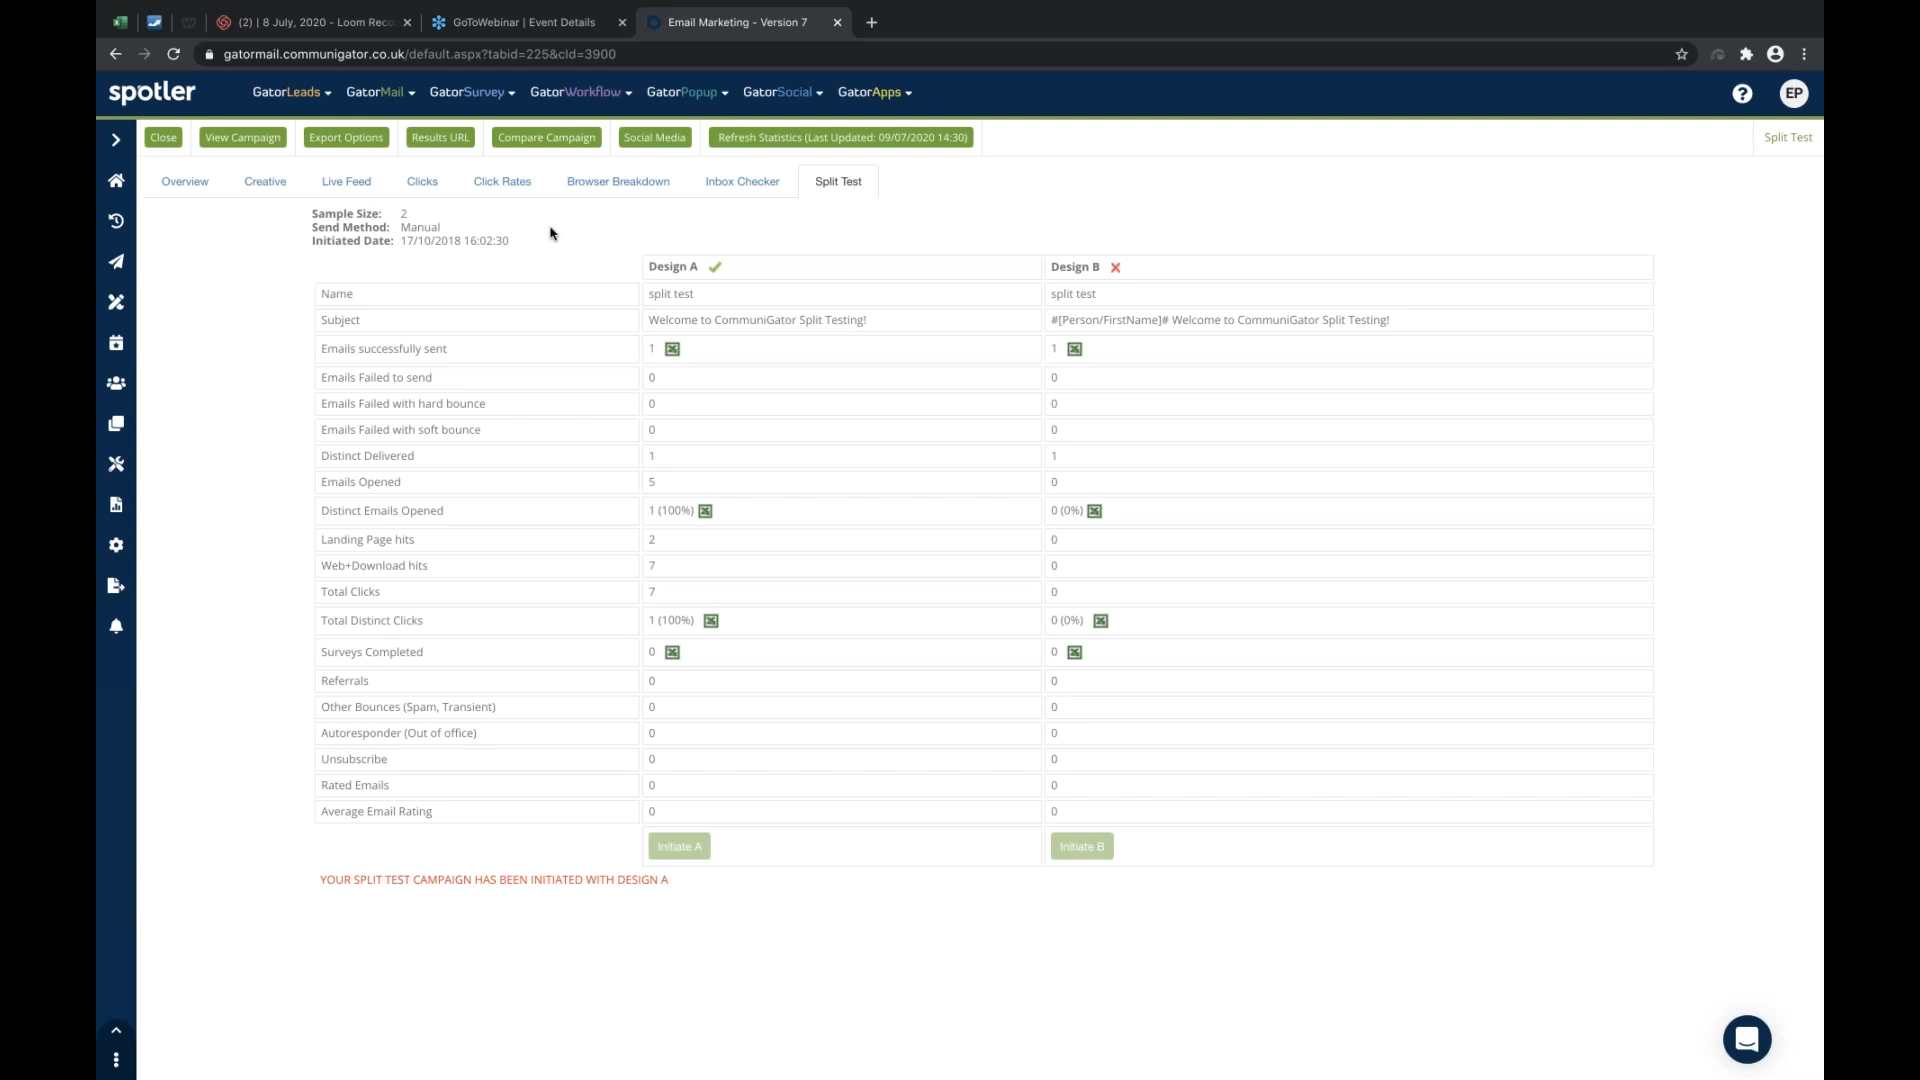 (2) | 8 July, 2020 - Loom Reco
GoToWebinar | Event Details
Email Marketing - Version 7
gatormail.communigator.co.uk/default.aspx?tabid=225&cId=3900
spotler GatorLeads GatorMail GatorSurvey GatorWorkflow GatorPopup GatorSocial GatorApps ? EP
Close View Campaign Export Options Results URL Compare Campaign Social Media Refresh Statistics (Last Updated: 09/07/2020 14:30) Split Test
Overview Creative Live Feed Clicks Click Rates Browser Breakdown Inbox Checker Split Test
Sample Size: 2
Send Method: Manual
Initiated Date: 17/10/2018 16:02:30
Design A Design B
Name split test split test
Subject Welcome to CommuniGator Split Testing! #[Person/FirstName]# Welcome to CommuniGator Split Testing!
Emails successfully sent 1 1
Emails Failed to send 0 0
Emails Failed with hard bounce 0 0
Emails Failed with soft bounce 0 0
Distinct Delivered 1 1
Emails Opened 5 0
Distinct Emails Opened 1 (100%) 0 (0%)
Landing Page hits 2 0
Web+Download hits 7 0
Total Clicks 7 0
Total Distinct Clicks 1 (100%) 0 (0%)
Surveys Completed 0 0
Referrals 0 0
Other Bounces (Spam, Transient) 0 0
Autoresponder (Out of office) 0 0
Unsubscribe 0 0
Rated Emails 0 0
Average Email Rating 0 0
Initiate A Initiate B
YOUR SPLIT TEST CAMPAIGN HAS BEEN INITIATED WITH DESIGN A